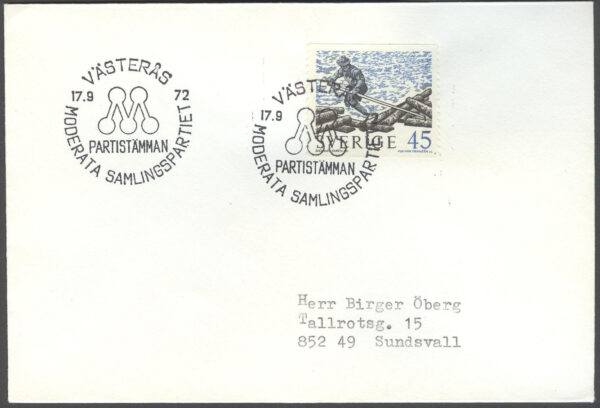 VÄSTERÅS
17.9 72
PARTISTÄMMAN
MODERATA SAMLINGSPARTIET
VÄSTERÅS
17.9 72
PARTISTÄMMAN
MODERATA SAMLINGSPARTIET
SVERIGE 45
Herr Birger Öberg
Tallrotsg. 15
852 49 Sundsvall